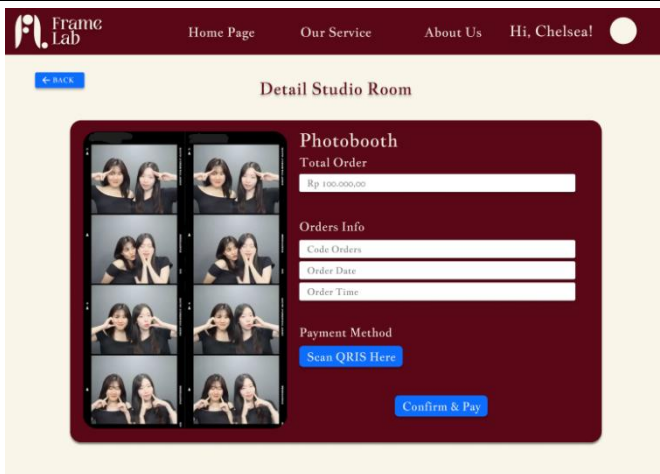 Frame
Lab
Home Page
Our Service
About Us
Hi, Chelsea!
← BACK
Detail Studio Room
Photobooth
Total Order
Rp 100.000,00
Orders Info
Code Orders
Order Date
Order Time
Payment Method
Scan QRIS Here
Confirm & Pay